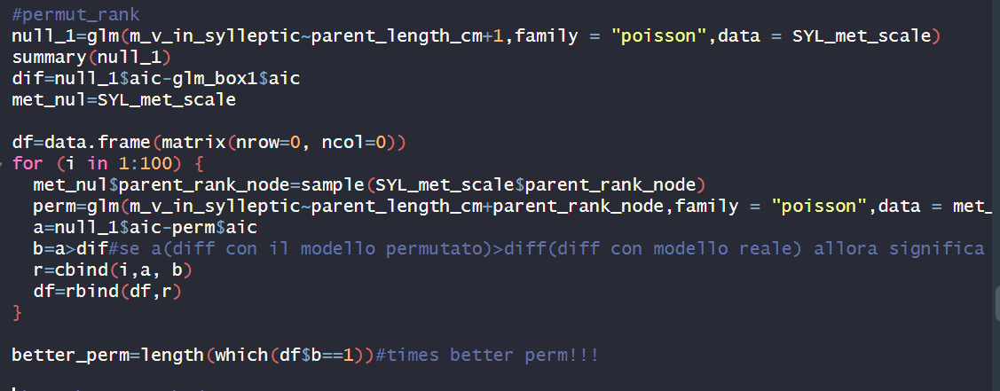 #permut_rank
null_1=glm(m_v_in_sylleptic~parent_length_cm+1,family = "poisson",data = SYL_met_scale)
summary(null_1)
dif=null_1$aic-glm_box1$aic
met_nul=SYL_met_scale
df=data.frame(matrix(nrow=0, ncol=0))
for (i in 1:100) {
met_nul$parent_rank_node=sample(SYL_met_scale$parent_rank_node)
perm=glm(m_v_in_sylleptic~parent_length_cm+parent_rank_node,family = "poisson",data = met_
a=null_1$aic-perm$aic
b=a>dif#se a(diff con il modello permutato)>diff(diff con modello reale) allora significa
r=cbind(i,a, b)
df=rbind(df,r)
}
better_perm=length(which(df$b==1))#times better perm!!!